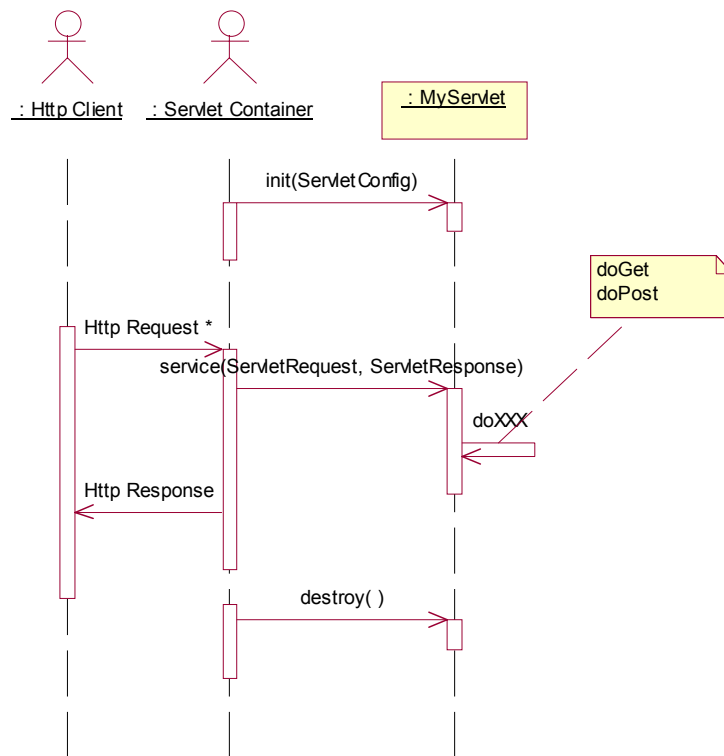 : Http Client
: Servlet Container
: MyServlet
init(ServletConfig)
doGet
doPost
Http Request *
service(ServletRequest, ServletResponse)
doXXX
Http Response
destroy( )